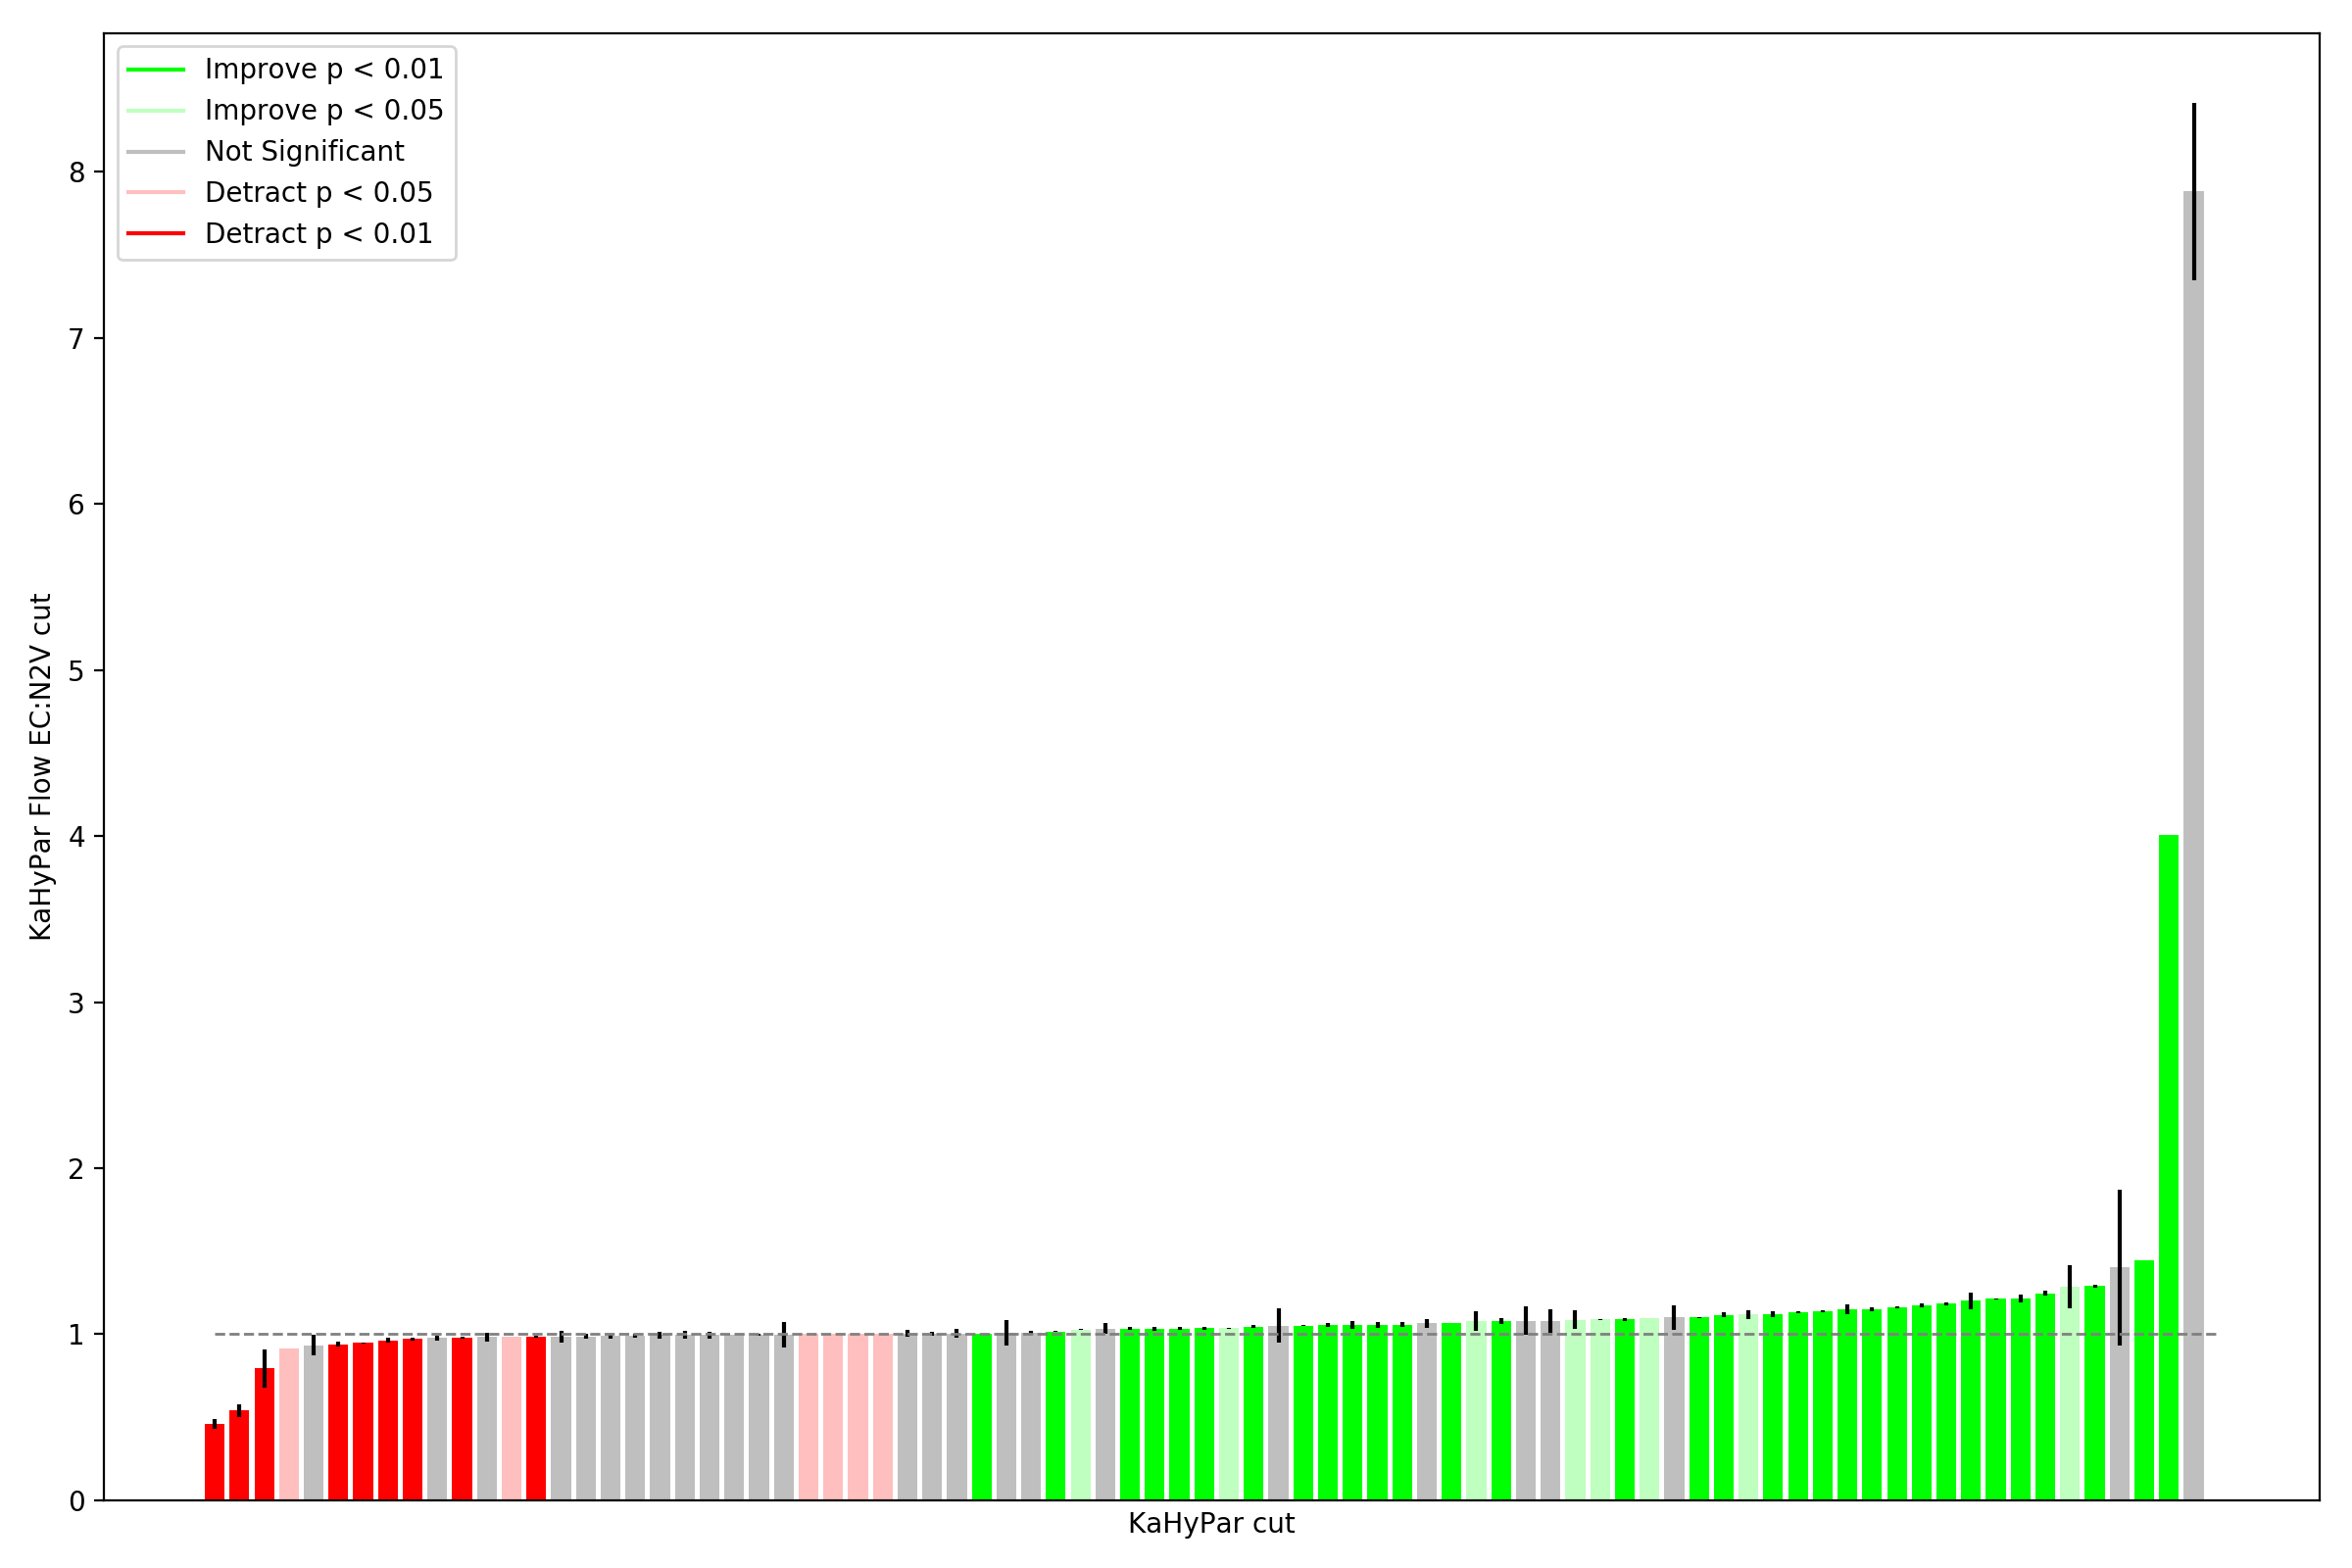 Improve p < 0.01
Improve p < 0.05
Not Significant
Detract p < 0.05
Detract p < 0.01
KaHyPar Flow EC:N2V cut
8
7
6
5
4
3
2
1
0
KaHyPar cut